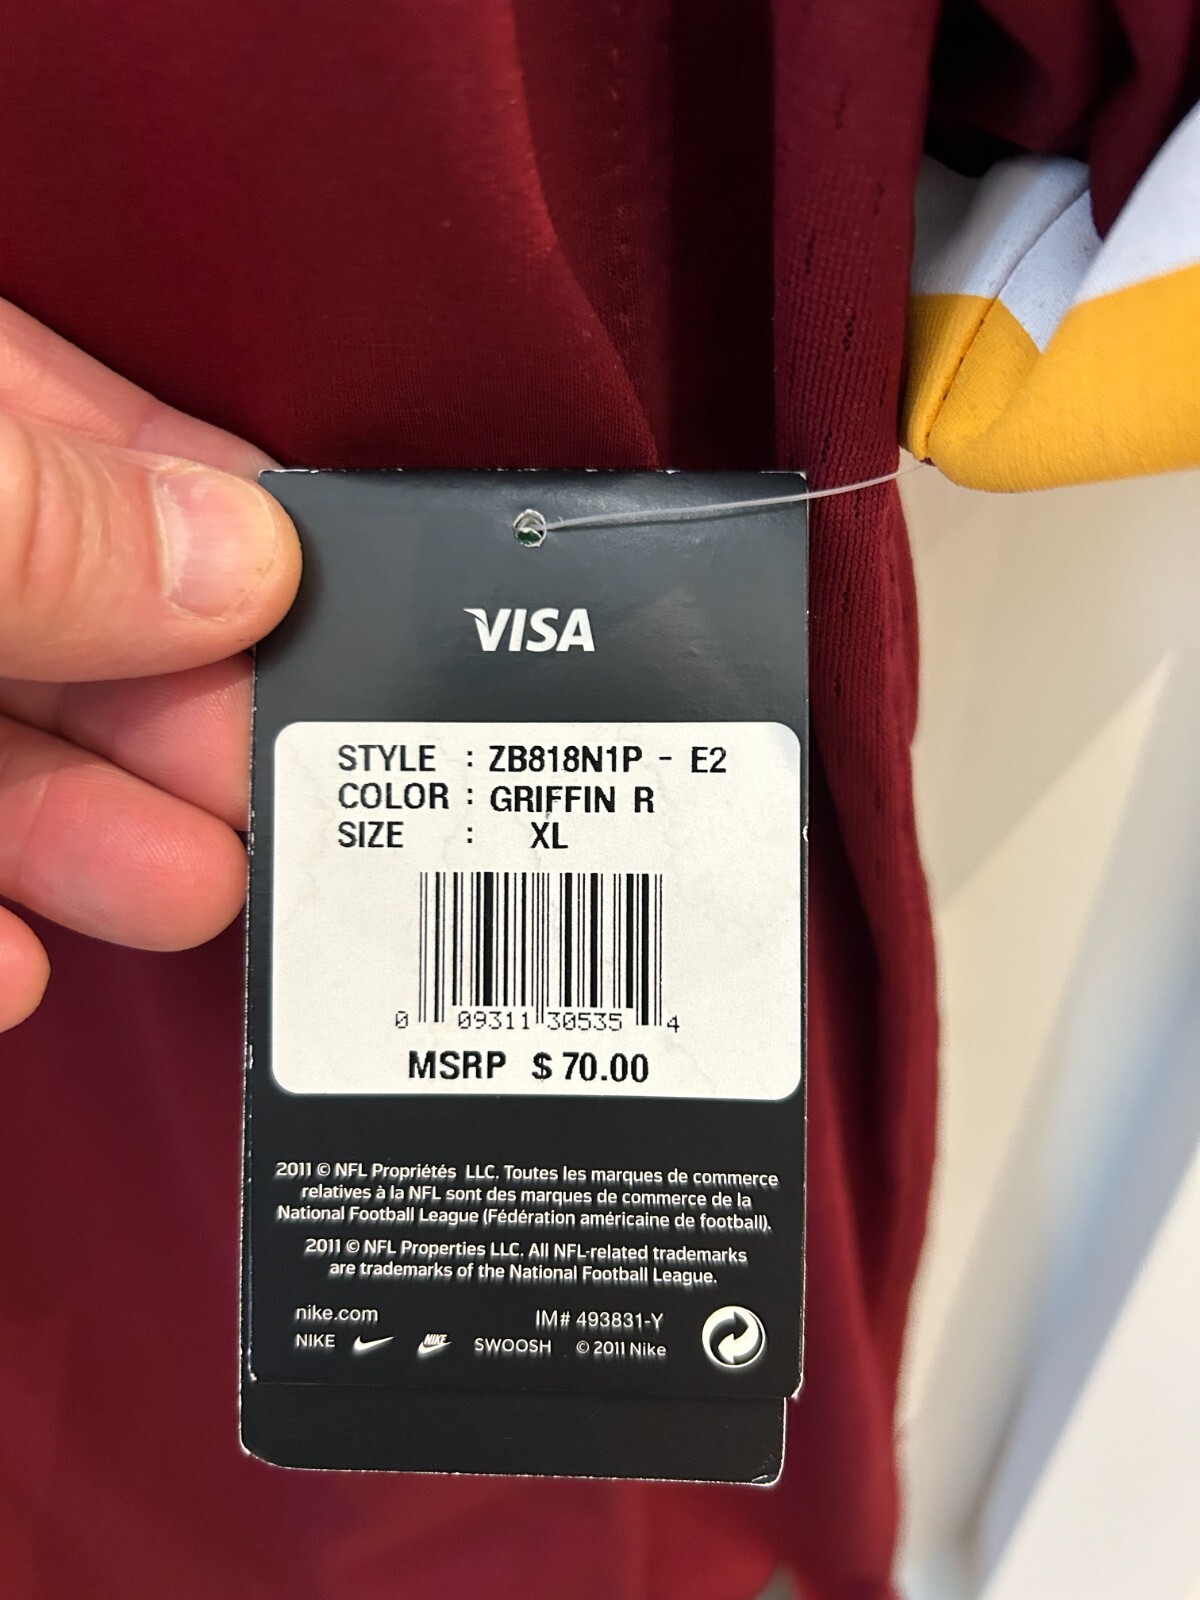 VISA
STYLE : ZB818N1P - E2
COLOR : GRIFFIN R
SIZE : XL
0 09311 30535 4
MSRP $ 70.00
2011 © NFL Propriétés LLC. Toutes les marques de commerce
relatives à la NFL sont des marques de commerce de la
National Football League (Fédération américaine de football).
2011 © NFL Properties LLC. All NFL-related trademarks
are trademarks of the National Football League.
nike.com IM# 493831-Y
NIKE NIKE SWOOSH © 2011 Nike